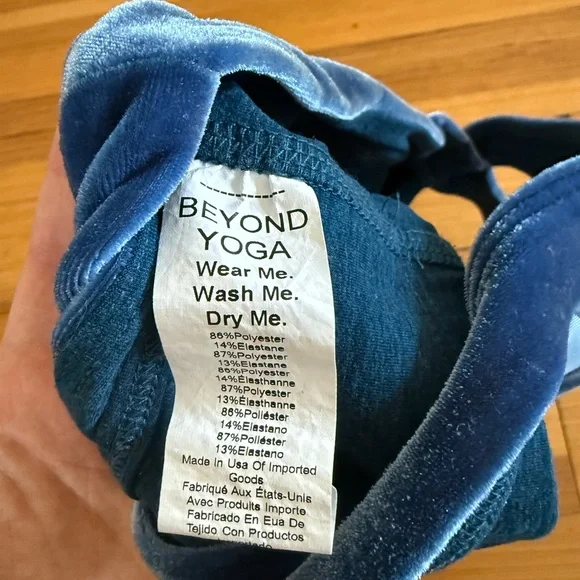 BEYOND
YOGA
Wear Me.
Wash Me.
Dry Me.
86%Polyester
14%Elastane
87%Polyester
13%Elastane
86%Polyester
14%Élasthanne
87%Polyester
13%Élasthanne
86%Poliéster
14%Elastano
87%Poliéster
13%Elastano
Made In Usa Of Imported
Goods
Fabriqué Aux États-Unis
Avec Produits Importe
Fabricado En Eua De
Tejido Con Productos